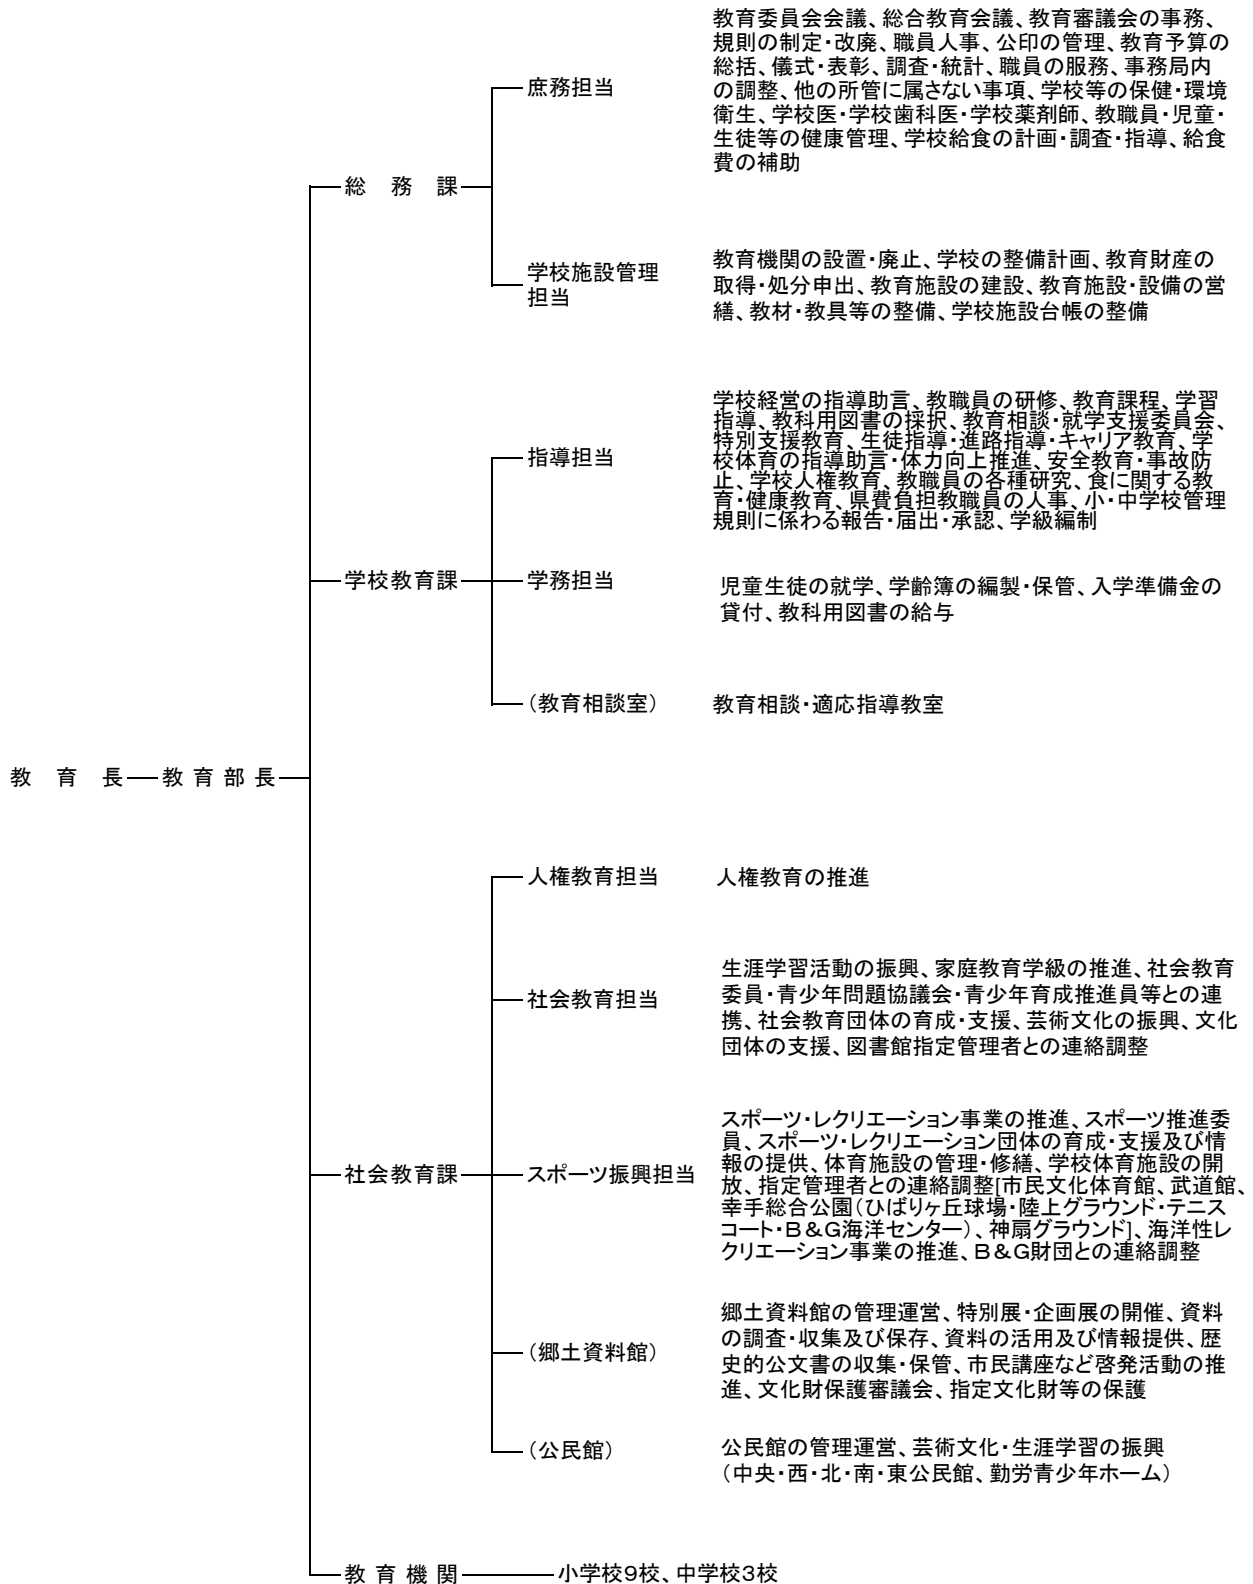 教育長
教育部長
総務課
庶務担当
教育委員会会議、総合教育会議、教育審議会の事務、
規則の制定・改廃、職員人事、公印の管理、教育予算の
総括、儀式・表彰、調査・統計、職員の服務、事務局内
の調整、他の所管に属さない事項、学校等の保健・環境
衛生、学校医・学校歯科医・学校薬剤師、教職員・児童・
生徒等の健康管理、学校給食の計画・調査・指導、給食
費の補助
学校施設管理
担当
教育機関の設置・廃止、学校の整備計画、教育財産の
取得・処分申出、教育施設の建設、教育施設・設備の営
繕、教材・教具等の整備、学校施設台帳の整備
学校教育課
指導担当
学校経営の指導助言、教職員の研修、教育課程、学習
指導、教科用図書の採択、教育相談・就学支援委員会、
特別支援教育、生徒指導・進路指導・キャリア教育、学
校体育の指導助言・体力向上推進、安全教育・事故防
止、学校人権教育、教職員の各種研究、食に関する教
育・健康教育、県費負担教職員の人事、小・中学校管理
規則に係わる報告・届出・承認、学級編制
学務担当
児童生徒の就学、学齢簿の編製・保管、入学準備金の
貸付、教科用図書の給与
（教育相談室）
教育相談・適応指導教室
社会教育課
人権教育担当
人権教育の推進
社会教育担当
生涯学習活動の振興、家庭教育学級の推進、社会教育
委員・青少年問題協議会・青少年育成推進員等との連
携、社会教育団体の育成・支援、芸術文化の振興、文化
団体の支援、図書館指定管理者との連絡調整
スポーツ振興担当
スポーツ・レクリエーション事業の推進、スポーツ推進委
員、スポーツ・レクリエーション団体の育成・支援及び情
報の提供、体育施設の管理・修繕、学校体育施設の開
放、指定管理者との連絡調整[市民文化体育館、武道館、
幸手総合公園（ひばりヶ丘球場・陸上グラウンド・テニス
コート・Ｂ＆Ｇ海洋センター）、神扇グラウンド]、海洋性レ
クリエーション事業の推進、Ｂ＆Ｇ財団との連絡調整
（郷土資料館）
郷土資料館の管理運営、特別展・企画展の開催、資料
の調査・収集及び保存、資料の活用及び情報提供、歴
史的公文書の収集・保管、市民講座など啓発活動の推
進、文化財保護審議会、指定文化財等の保護
（公民館）
公民館の管理運営、芸術文化・生涯学習の振興
（中央・西・北・南・東公民館、勤労青少年ホーム）
教育機関
小学校９校、中学校３校